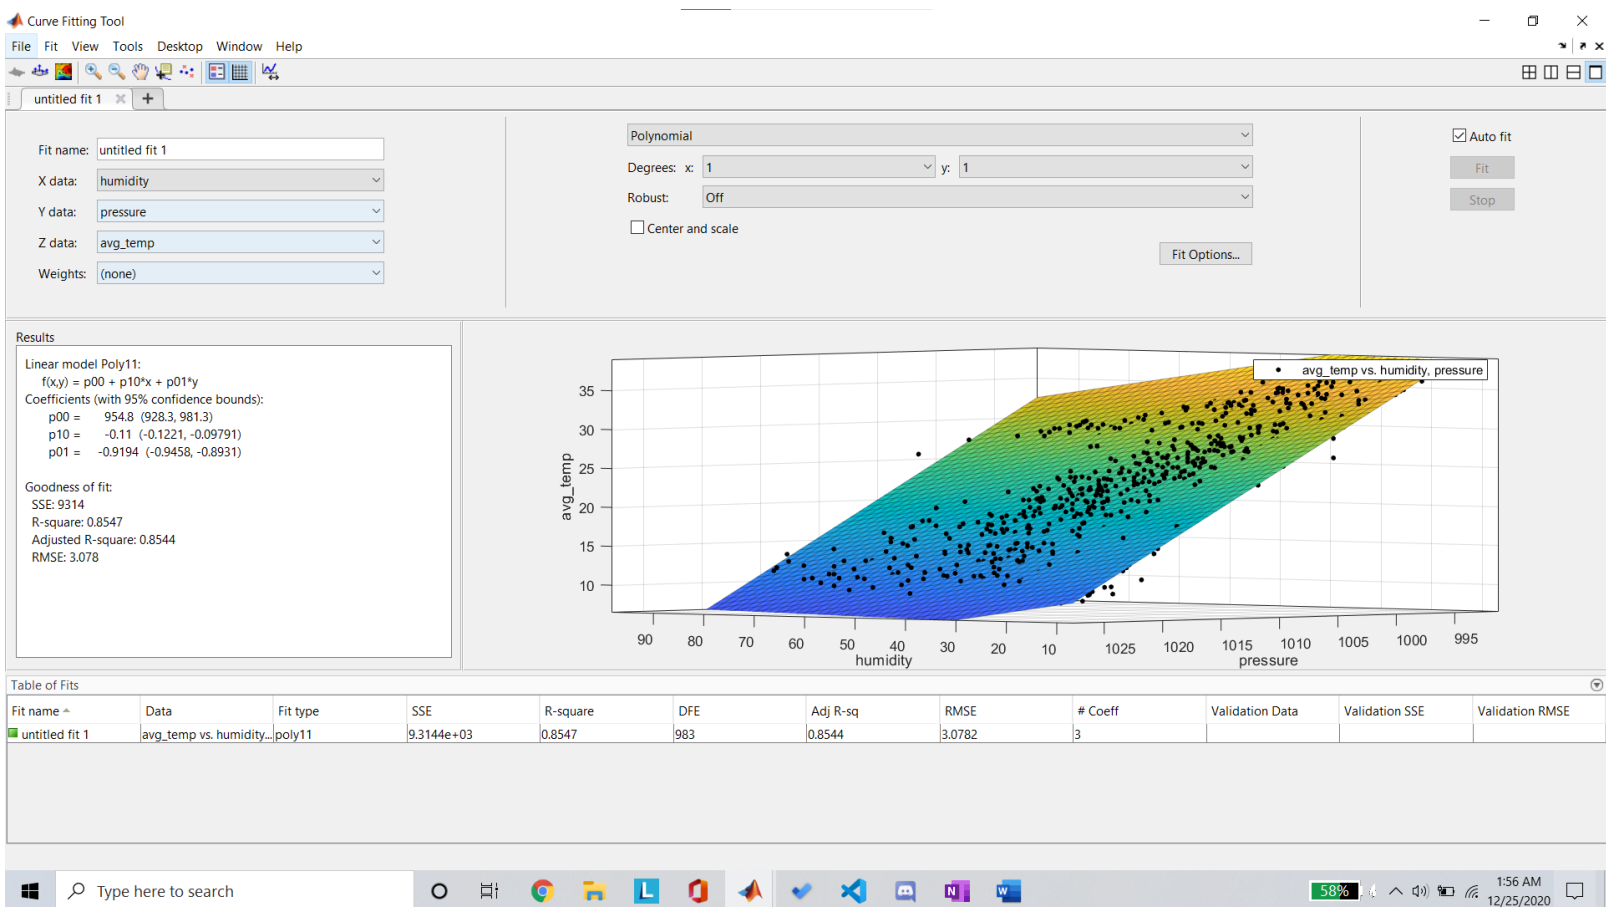 Curve Fitting Tool
File Fit View Tools Desktop Window Help
untitled fit 1
Fit name: untitled fit 1
X data: humidity
Y data: pressure
Z data: avg_temp
Weights: (none)
Polynomial
Degrees: x: 1 y: 1
Robust: Off
Center and scale
Fit Options...
Auto fit
Fit
Stop
Results
Linear model Poly11:
f(x,y) = p00 + p10*x + p01*y
Coefficients (with 95% confidence bounds):
p00 = 954.8 (928.3, 981.3)
p10 = -0.11 (-0.1221, -0.09791)
p01 = -0.9194 (-0.9458, -0.8931)
Goodness of fit:
SSE: 9314
R-square: 0.8547
Adjusted R-square: 0.8544
RMSE: 3.078
avg_temp vs. humidity, pressure
avg_temp
35
30
25
20
15
10
90 80 70 60 50 40 30 20 10
humidity
1025 1020 1015 1010 1005 1000 995
pressure
Table of Fits
Fit name Data Fit type SSE R-square DFE Adj R-sq RMSE # Coeff Validation Data Validation SSE Validation RMSE
untitled fit 1 avg_temp vs. humidity... poly11 9.3144e+03 0.8547 983 0.8544 3.0782 3
Type here to search
58%
1:56 AM
12/25/2020